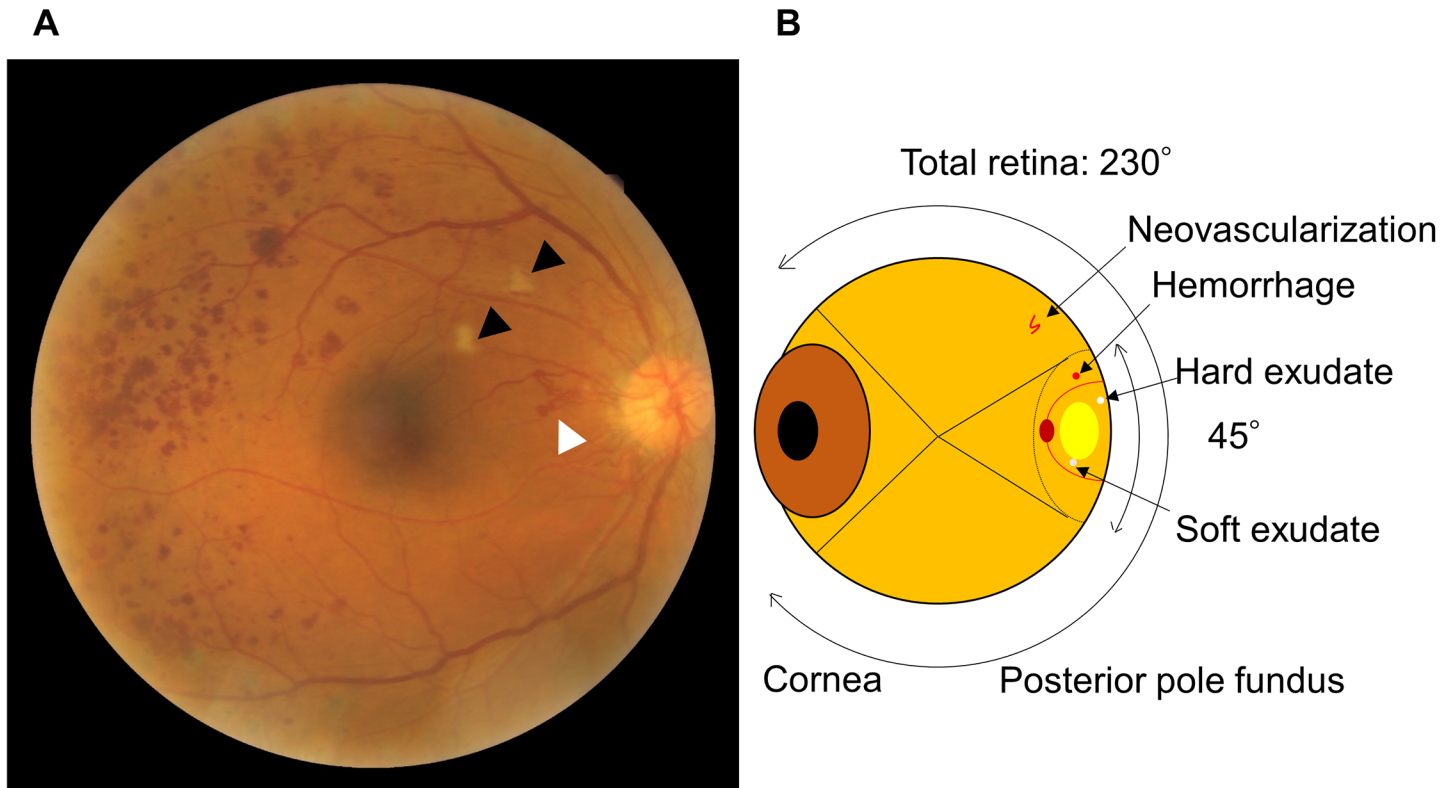 A
B
Total retina: 230°
Neovascularization
Hemorrhage
Hard exudate
45°
Soft exudate
Cornea
Posterior pole fundus